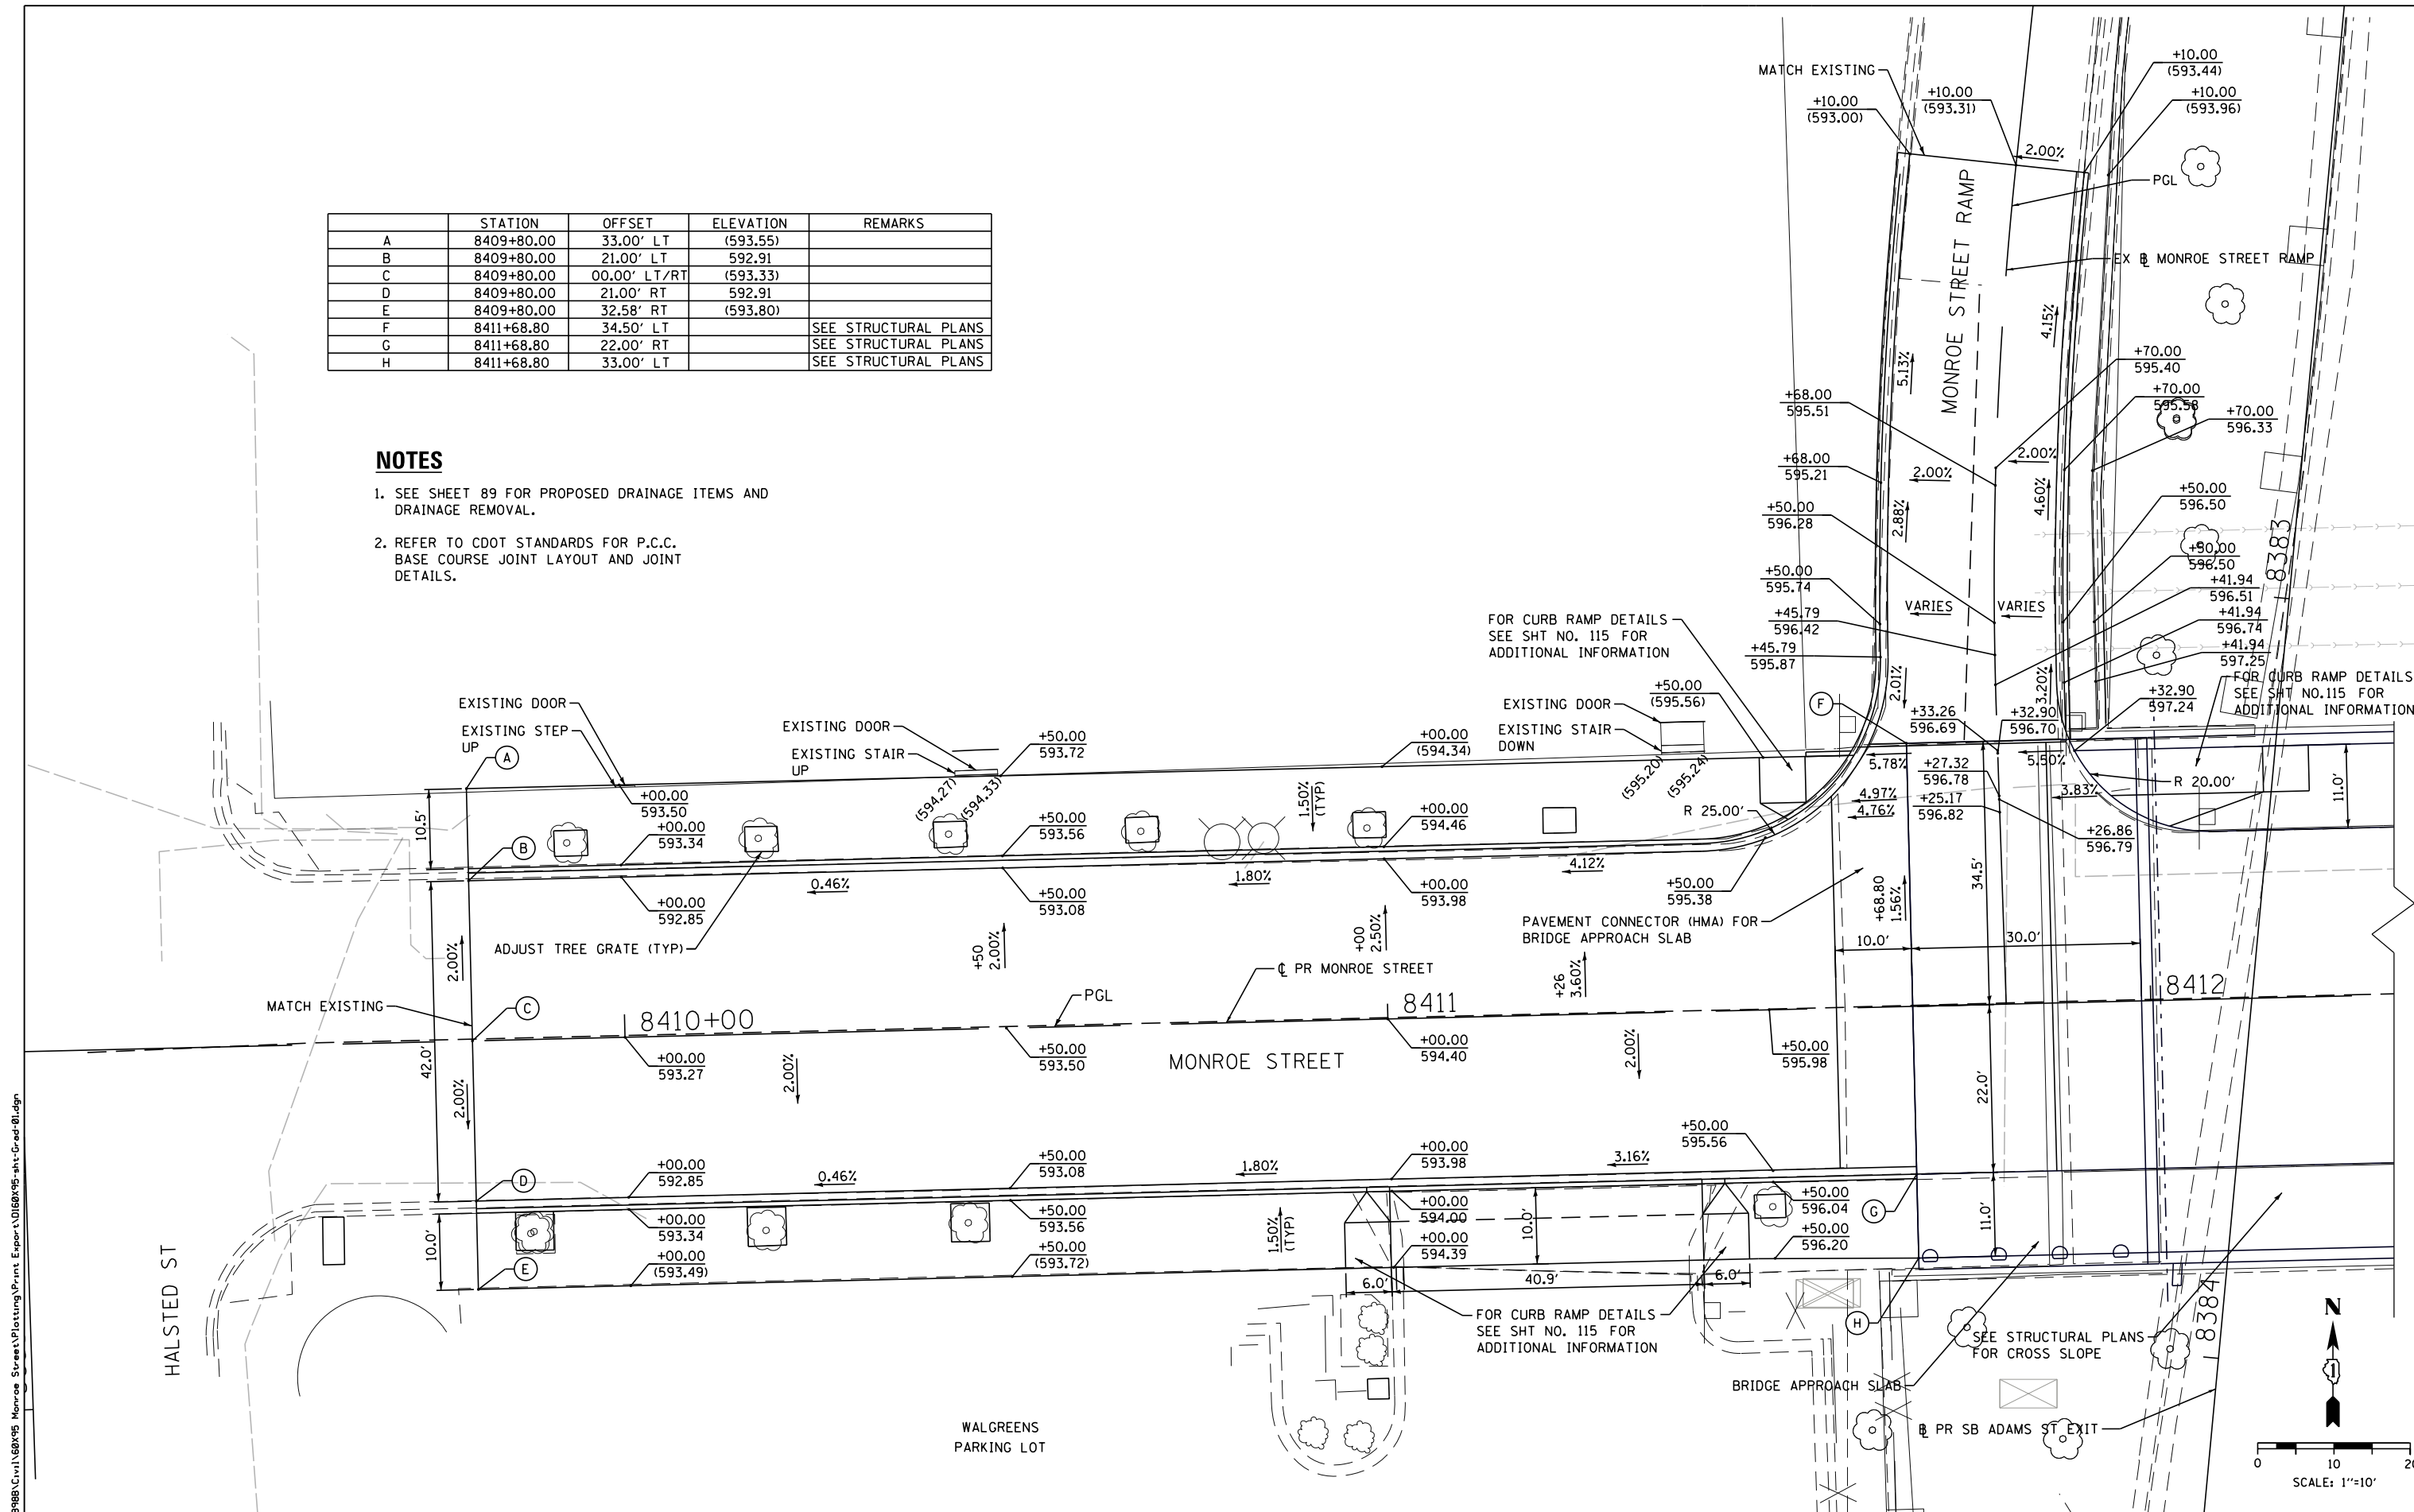 STATION OFFSET ELEVATION REMARKS
A 8409+80.00 33.00' LT (593.55)
B 8409+80.00 21.00' LT 592.91
C 8409+80.00 00.00' LT/RT (593.33)
D 8409+80.00 21.00' RT 592.91
E 8409+80.00 32.58' RT (593.80)
F 8411+68.80 34.50' LT SEE STRUCTURAL PLANS
G 8411+68.80 22.00' RT SEE STRUCTURAL PLANS
H 8411+68.80 33.00' LT SEE STRUCTURAL PLANS
NOTES
1. SEE SHEET 89 FOR PROPOSED DRAINAGE ITEMS AND
DRAINAGE REMOVAL.
2. REFER TO CDOT STANDARDS FOR P.C.C.
BASE COURSE JOINT LAYOUT AND JOINT
DETAILS.
MATCH EXISTING
+10.00
(593.00)
+10.00
(593.31)
+10.00
(593.44)
+10.00
(593.96)
2.00%
PGL
MONROE STREET RAMP
EX BL MONROE STREET RAMP
4.15%
5.13%
+70.00
595.40
+70.00
595.58
+70.00
596.33
+68.00
595.51
+68.00
595.21
2.00%
2.00%
4.60%
2.88%
+50.00
596.28
+50.00
596.50
+50.00
596.50
+50.00
595.74
+41.94
596.51
+41.94
596.74
+41.94
597.25
VARIES
VARIES
+45.79
596.42
+45.79
595.87
2.01%
3.20%
18383
FOR CURB RAMP DETAILS
SEE SHT NO. 115 FOR
ADDITIONAL INFORMATION
FOR CURB RAMP DETAILS
SEE SHT NO.115 FOR
ADDITIONAL INFORMATION
+32.90
597.24
+33.26
596.69
+32.90
596.70
F
5.78%
5.50%
+27.32
596.78
4.97%
4.76%
+25.17
596.82
3.83%
+26.86
596.79
R 20.00'
11.0'
EXISTING DOOR
EXISTING STEP
UP
A
EXISTING DOOR
EXISTING STAIR
UP
+50.00
593.72
+00.00
(594.34)
EXISTING DOOR
EXISTING STAIR
DOWN
+50.00
(595.56)
(594.27)
(594.33)
(595.20)
(595.24)
10.5'
+00.00
593.50
+00.00
593.34
+50.00
593.56
1.50%
(TYP)
+00.00
594.46
R 25.00'
B
+00.00
592.85
0.46%
+50.00
593.08
1.80%
+00.00
593.98
4.12%
+50.00
595.38
+68.80
1.56%
34.5'
ADJUST TREE GRATE (TYP)
PAVEMENT CONNECTOR (HMA) FOR
BRIDGE APPROACH SLAB
10.0'
30.0'
2.00%
+50
2.00%
+00
2.50%
+26
3.60%
CL PR MONROE STREET
PGL
MATCH EXISTING
C
8410+00
8411
8412
+00.00
593.27
+50.00
593.50
+00.00
594.40
+50.00
595.98
MONROE STREET
42.0'
2.00%
2.00%
2.00%
22.0'
+50.00
595.56
D
+00.00
592.85
0.46%
+50.00
593.08
1.80%
+00.00
593.98
3.16%
10.0'
+00.00
593.34
+00.00
(593.49)
+50.00
593.56
+50.00
(593.72)
1.50%
(TYP)
+00.00
594.00
+00.00
594.39
10.0'
+50.00
596.04
+50.00
596.20
G
11.0'
E
6.0'
40.9'
6.0'
FOR CURB RAMP DETAILS
SEE SHT NO. 115 FOR
ADDITIONAL INFORMATION
H
SEE STRUCTURAL PLANS
FOR CROSS SLOPE
BRIDGE APPROACH SLAB
18384
BL PR SB ADAMS ST EXIT
HALSTED ST
WALGREENS
PARKING LOT
N
0 10
SCALE: 1"=10'